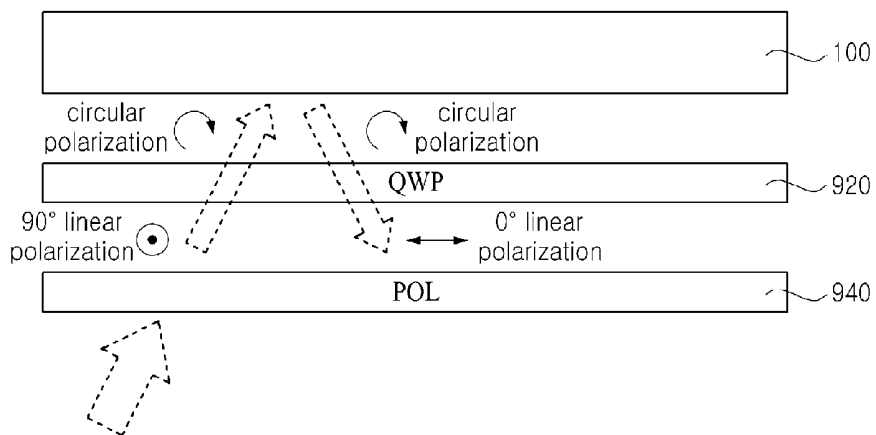 100
circular
polarization
circular
polarization
QWP
920
90° linear
polarization
0° linear
polarization
POL
940